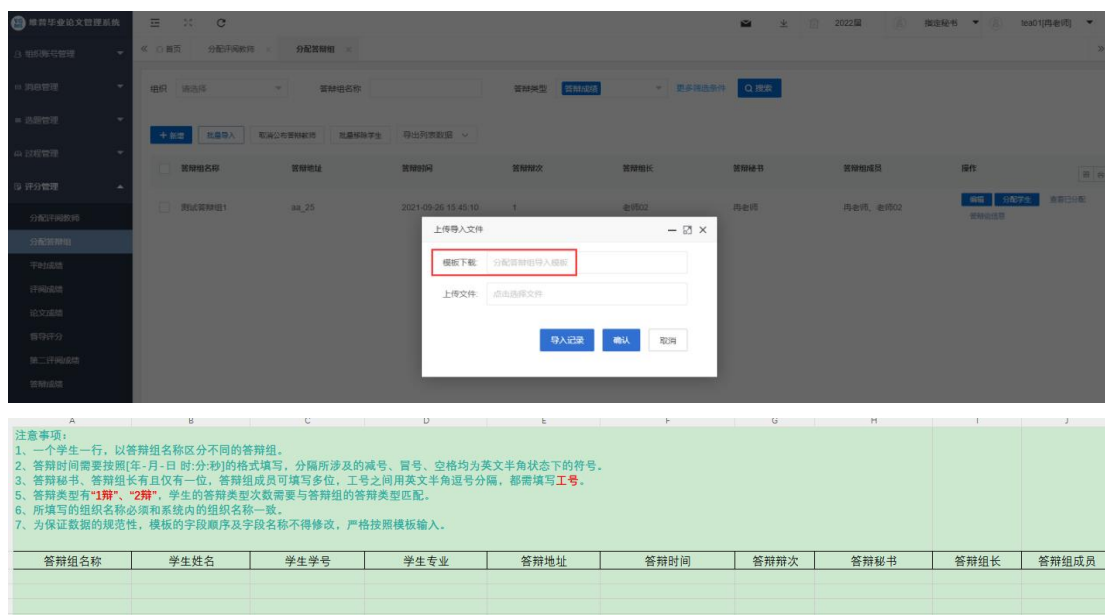 维普毕业论文管理系统
2022届
指定秘书
tea01[冉老师]
组织账号管理
首页
分配评阅教师
分配答辩组
消息管理
组织
请选择
答辩组名称
答辩类型
答辩成绩
更多筛选条件
搜索
选题管理
新增
批量导入
取消公布答辩教师
批量移除学生
导出列表数据
过程管理
答辩组名称
答辩地址
答辩时间
答辩辩次
答辩组长
答辩秘书
答辩组成员
操作
评分管理
测试答辩组1
aa_25
2021-09-26 15:45:10
1
老师02
冉老师
冉老师、老师02
编辑
分配学生
分配评阅教师
上传导入文件
分配答辩组
模板下载:
分配答辩组导入模板
平时成绩
评阅成绩
上传文件:
点击选择文件
论文成绩
督导评分
导入记录
确认
取消
第二评阅成绩
答辩成绩
A B C D E F G H I J
注意事项:
1、一个学生一行,以答辩组名称区分不同的答辩组。
2、答辩时间需要按照[年-月-日 时:分:秒]的格式填写,分隔所涉及的减号、冒号、空格均为英文半角状态下的符号。
3、答辩秘书、答辩组长有且仅有一位,答辩组成员可填写多位,工号之间用英文半角逗号分隔,都需填写工号。
5、答辩类型有“1辩”、“2辩”,学生的答辩类型次数需要与答辩组的答辩类型匹配。
6、所填写的组织名称必须和系统内的组织名称一致。
7、为保证数据的规范性,模板的字段顺序及字段名称不得修改,严格按照模板输入。
答辩组名称 学生姓名 学生学号 学生专业 答辩地址 答辩时间 答辩辩次 答辩秘书 答辩组长 答辩组成员